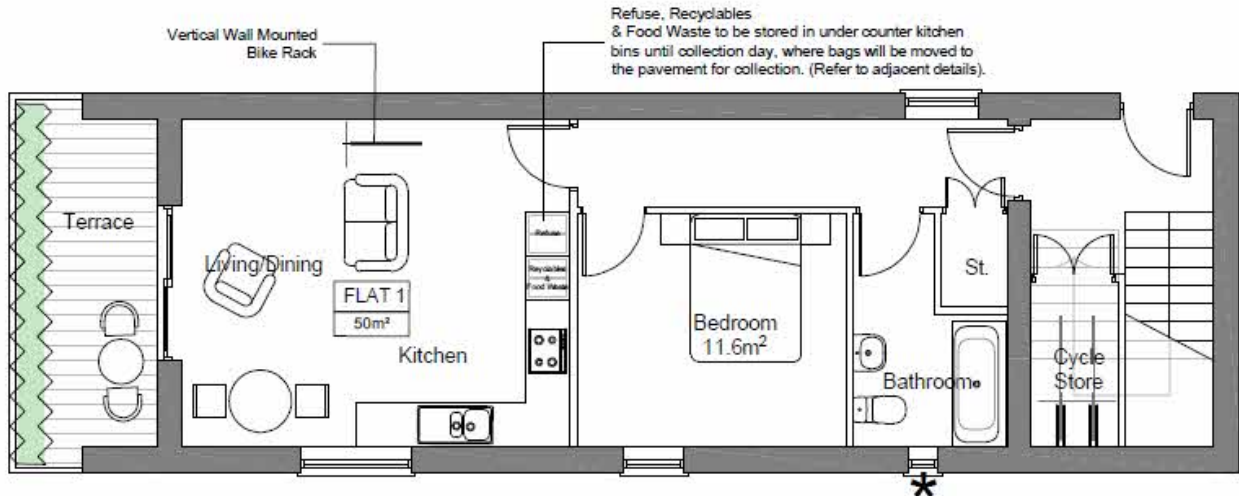 Vertical Wall Mounted
Bike Rack
Refuse, Recyclables
& Food Waste to be stored in under counter kitchen
bins until collection day, where bags will be moved to
the pavement for collection. (Refer to adjacent details).
Terrace
Living/Dining
FLAT 1
50m²
Kitchen
Refuse
Recyclables
&
Food Waste
Bedroom
11.6m²
Bathroom
St.
Cycle
Store
*